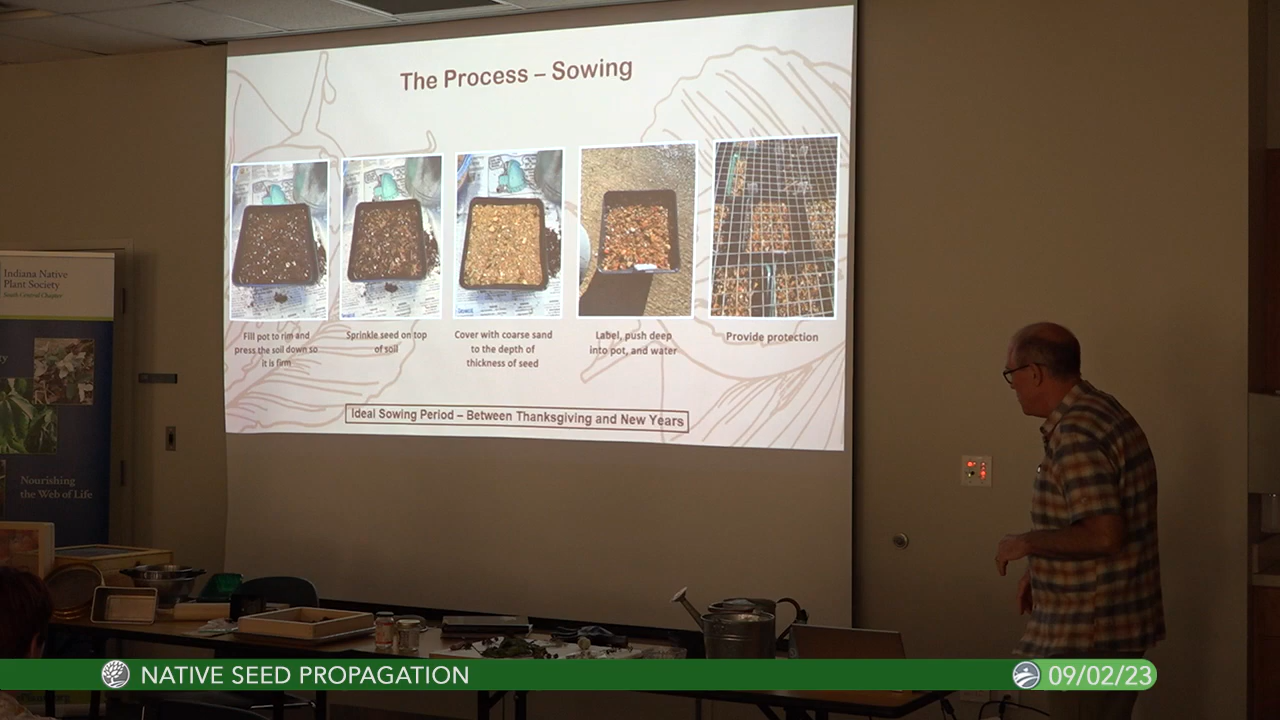 The Process – Sowing
Fill pot to rim and
press the soil down so
it is firm
Sprinkle seed on top
of soil
Cover with coarse sand
to the depth of
thickness of seed
Label, push deep
into pot, and water
Provide protection
Ideal Sowing Period – Between Thanksgiving and New Years
Indiana Native
Plant Society
South Central Chapter
Nourishing
the Web of Life
NATIVE SEED PROPAGATION
09/02/23